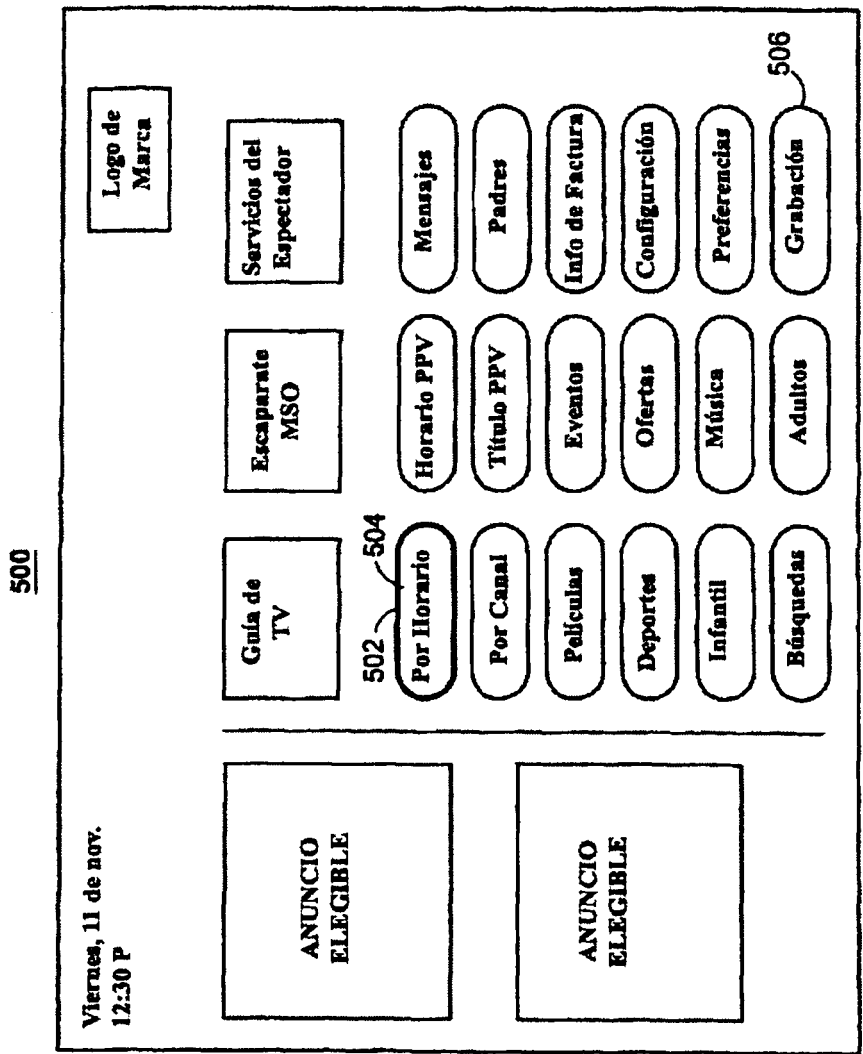 500
Viernes, 11 de nov.
12:30 P
Logo de
Marca
ANUNCIO
ELEGIBLE
ANUNCIO
ELEGIBLE
Guía de
TV
Escaparate
MSO
Servicios del
Espectador
502
504
Por Horario
Horario PPV
Mensajes
Por Canal
Título PPV
Padres
Películas
Eventos
Info de Factura
Deportes
Ofertas
Configuración
Infantil
Música
Preferencias
Búsquedas
Adultos
Grabación
506